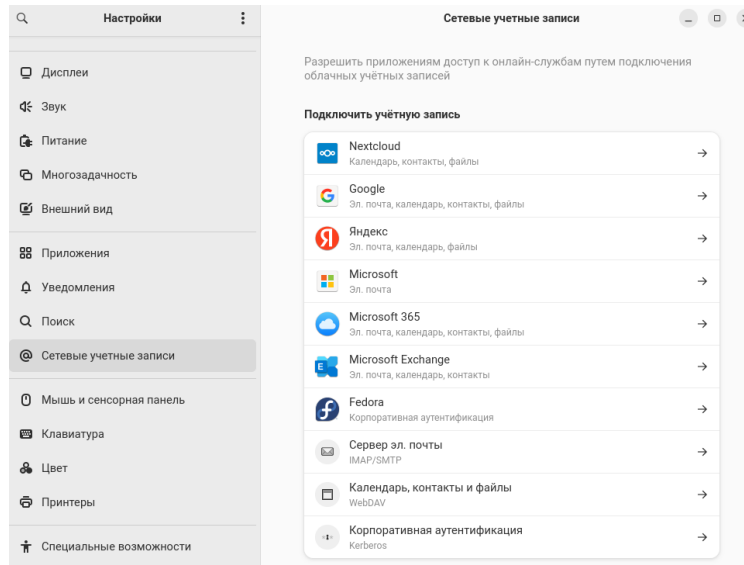 Настройки
Дисплеи
Звук
Питание
Многозадачность
Внешний вид
Приложения
Уведомления
Поиск
Сетевые учетные записи
Мышь и сенсорная панель
Клавиатура
Цвет
Принтеры
Специальные возможности
Сетевые учетные записи
Разрешить приложениям доступ к онлайн-службам путем подключения
облачных учётных записей
Подключить учётную запись
Nextcloud
Календарь, контакты, файлы
Google
Эл. почта, календарь, контакты, файлы
Яндекс
Эл. почта, календарь, файлы
Microsoft
Эл. почта
Microsoft 365
Эл. почта, календарь, контакты, файлы
Microsoft Exchange
Эл. почта, календарь, контакты
Fedora
Корпоративная аутентификация
Сервер эл. почты
IMAP/SMTP
Календарь, контакты и файлы
WebDAV
Корпоративная аутентификация
Kerberos